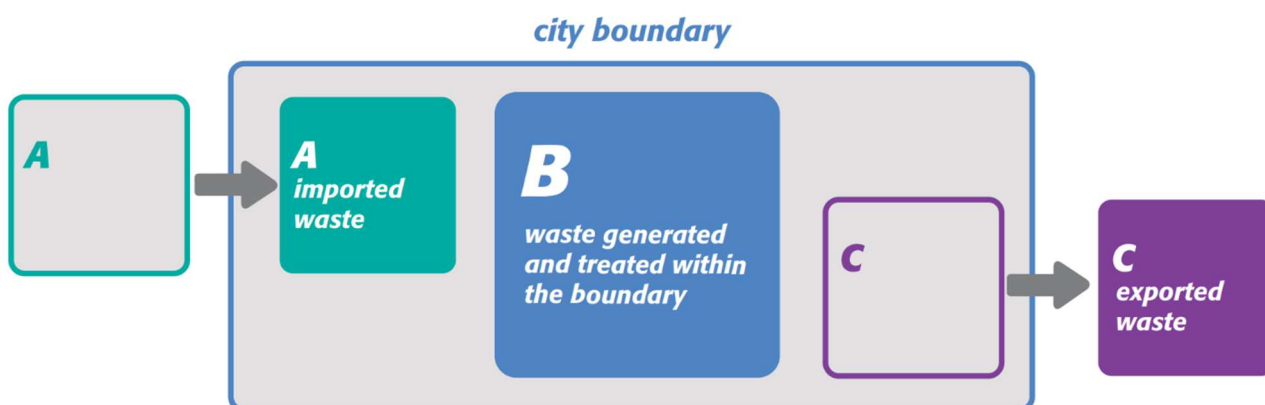 city boundary
A
A
imported
waste
B
waste generated
and treated within
the boundary
C
C
exported
waste